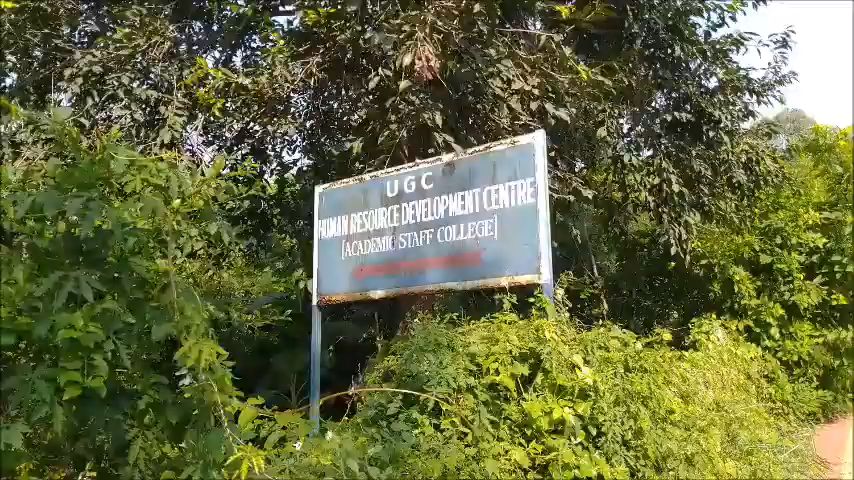 UGC
HUMAN RESOURCE DEVELOPMENT CENTRE
[ACADEMIC STAFF COLLEGE]